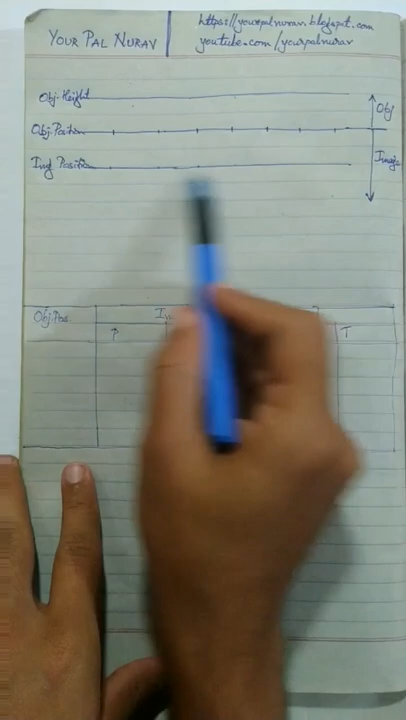 https://yourpalnurav.blogspot.com
YOUR PAL NURAV
youtube.com/yourpalnurav
Obj. Height
Obj
Obj. Position
Img Position
Image
Obj. Pos.
P
T